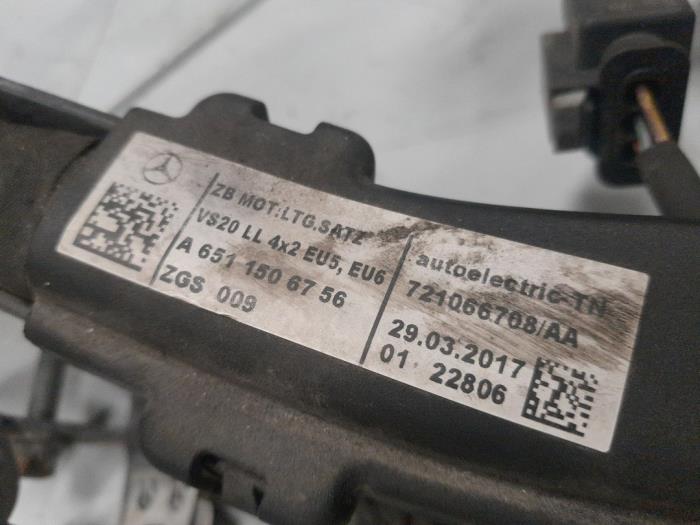 ZB MOT:LTG.SATZ
VS20 LL 4x2 EU5, EU6
A 651 150 67 56
ZGS 009
autoelectric-TN
721066708/AA
29.03.2017
01 22806